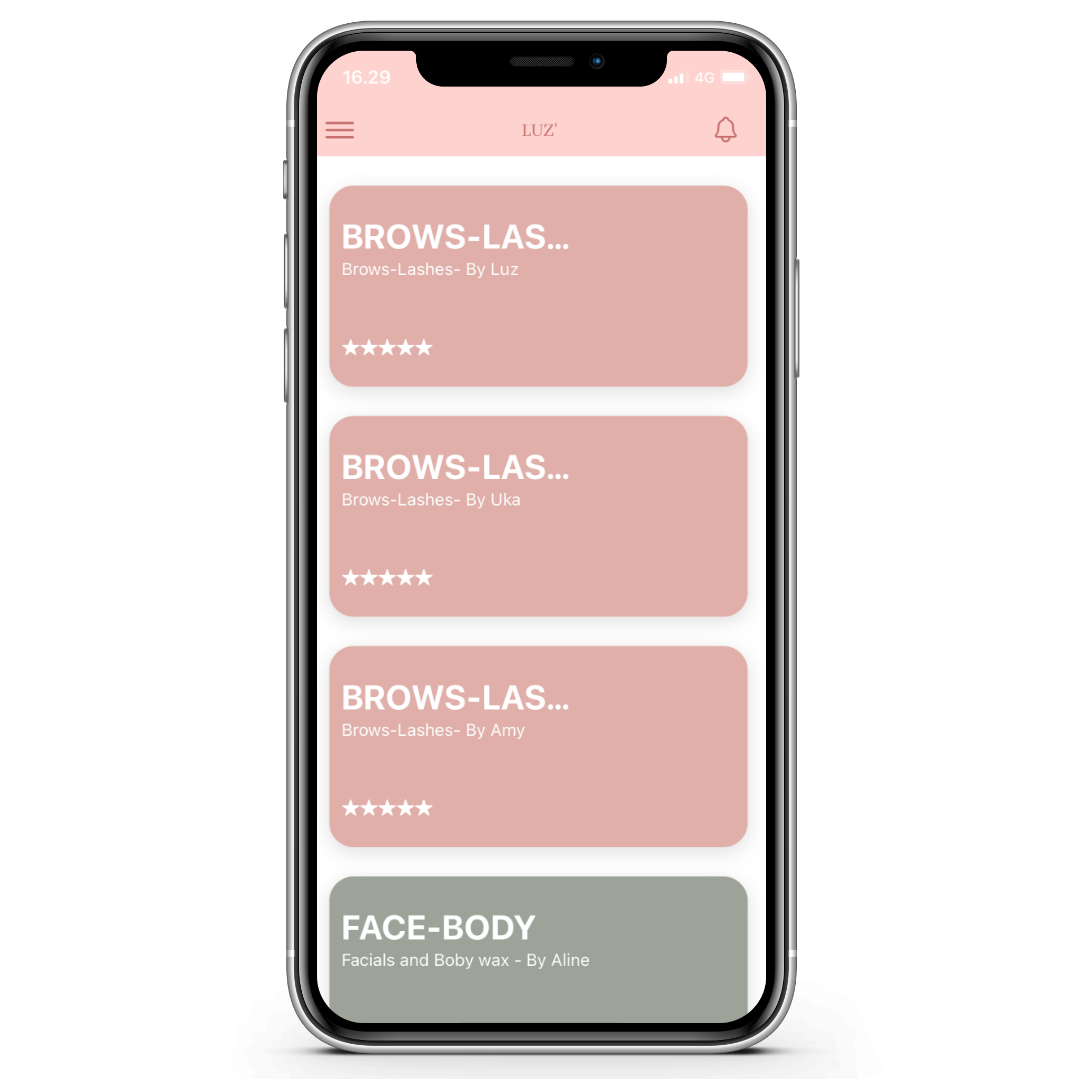 16.29 4G
LUZ'
BROWS-LAS...
Brows-Lashes- By Luz
★★★★★
BROWS-LAS...
Brows-Lashes- By Uka
★★★★★
BROWS-LAS...
Brows-Lashes- By Amy
★★★★★
FACE-BODY
Facials and Boby wax - By Aline